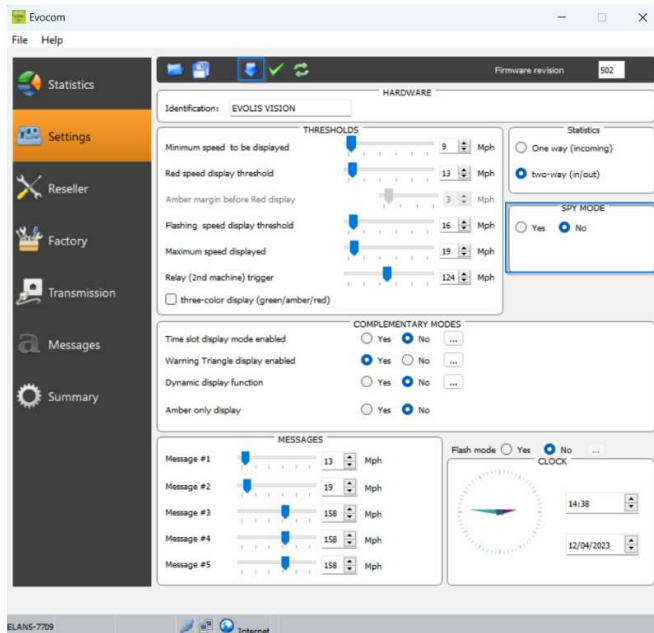 Evocom
File Help
Statistics
Settings
Reseller
Factory
Transmission
Messages
Summary
Firmware revision 502
HARDWARE
Identification: EVOLIS VISION
THRESHOLDS
Minimum speed to be displayed 9 Mph
Red speed display threshold 13 Mph
Amber margin before Red display 3 Mph
Flashing speed display threshold 16 Mph
Maximum speed displayed 19 Mph
Relay (2nd machine) trigger 124 Mph
three-color display (green/amber/red)
Statistics
One way (incoming)
two-way (in/out)
SPY MODE
Yes No
COMPLEMENTARY MODES
Time slot display mode enabled Yes No ...
Warning Triangle display enabled Yes No ...
Dynamic display function Yes No ...
Amber only display Yes No
MESSAGES
Message #1 13 Mph
Message #2 19 Mph
Message #3 158 Mph
Message #4 158 Mph
Message #5 158 Mph
Flash mode Yes No ...
CLOCK
14:38
12/04/2023
ELAN5-7709 Internet